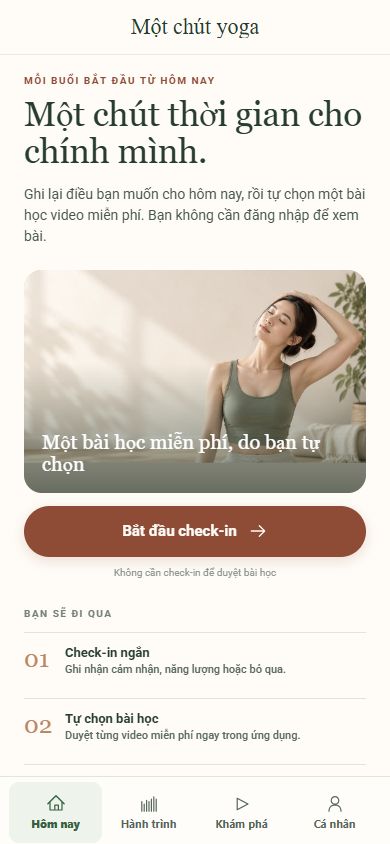 Một chút yoga
MỖI BUỔI BẮT ĐẦU TỪ HÔM NAY
Một chút thời gian cho
chính mình.
Ghi lại điều bạn muốn cho hôm nay, rồi tự chọn một bài
học video miễn phí. Bạn không cần đăng nhập để xem
bài.
Một bài học miễn phí, do bạn tự
chọn
Bắt đầu check-in →
Không cần check-in để duyệt bài học
BẠN SẼ ĐI QUA
01 Check-in ngắn
Ghi nhận cảm nhận, năng lượng hoặc bỏ qua.
02 Tự chọn bài học
Duyệt từng video miễn phí ngay trong ứng dụng.
Hôm nay Hành trình Khám phá Cá nhân